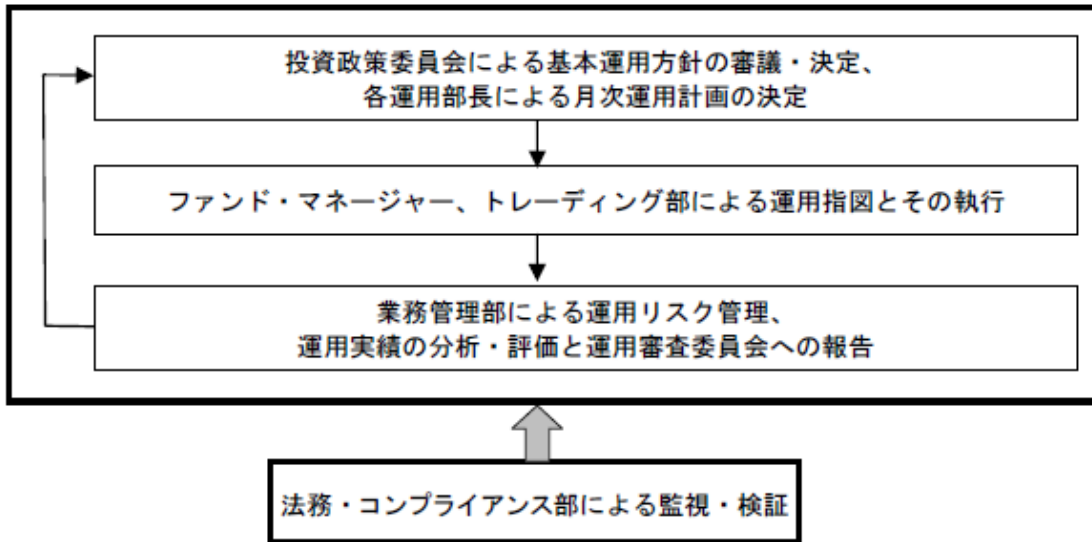 投資政策委員会による基本運用方針の審議・決定、
各運用部長による月次運用計画の決定
ファンド・マネージャー、トレーディング部による運用指図とその執行
業務管理部による運用リスク管理、
運用実績の分析・評価と運用審査委員会への報告
法務・コンプライアンス部による監視・検証